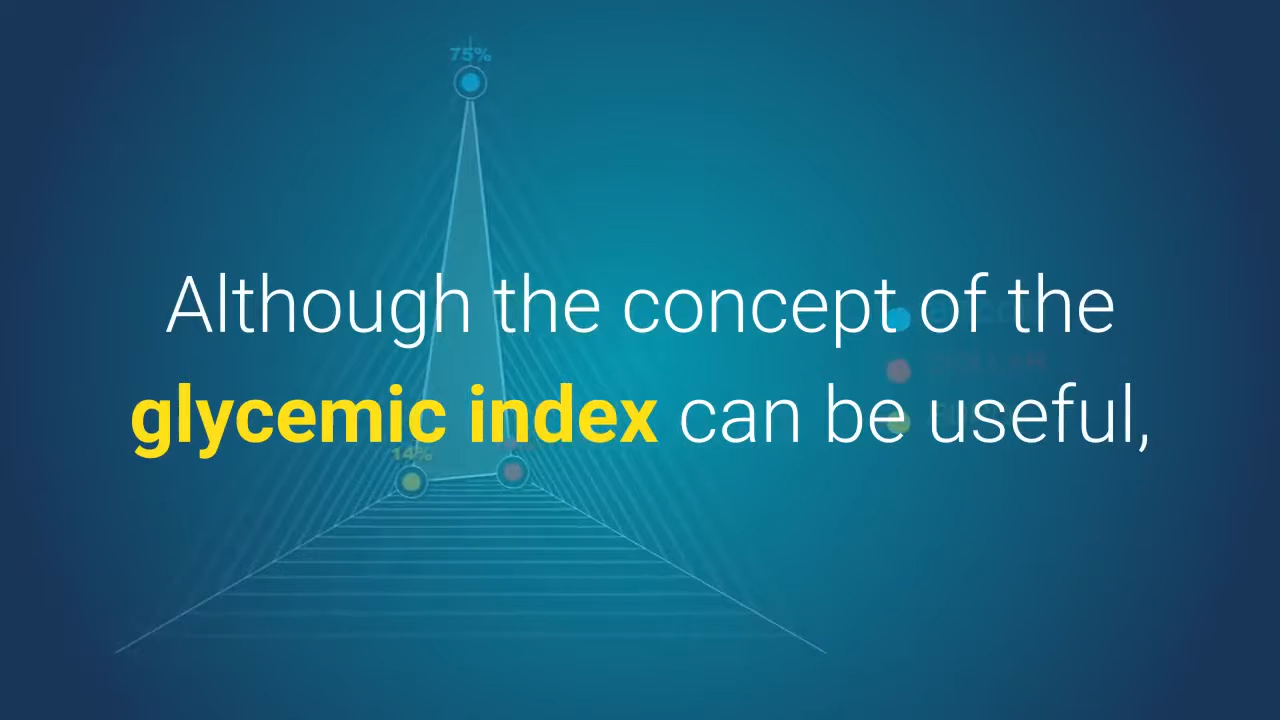 75%
Although the concept of the
glycemic index can be useful,
14%